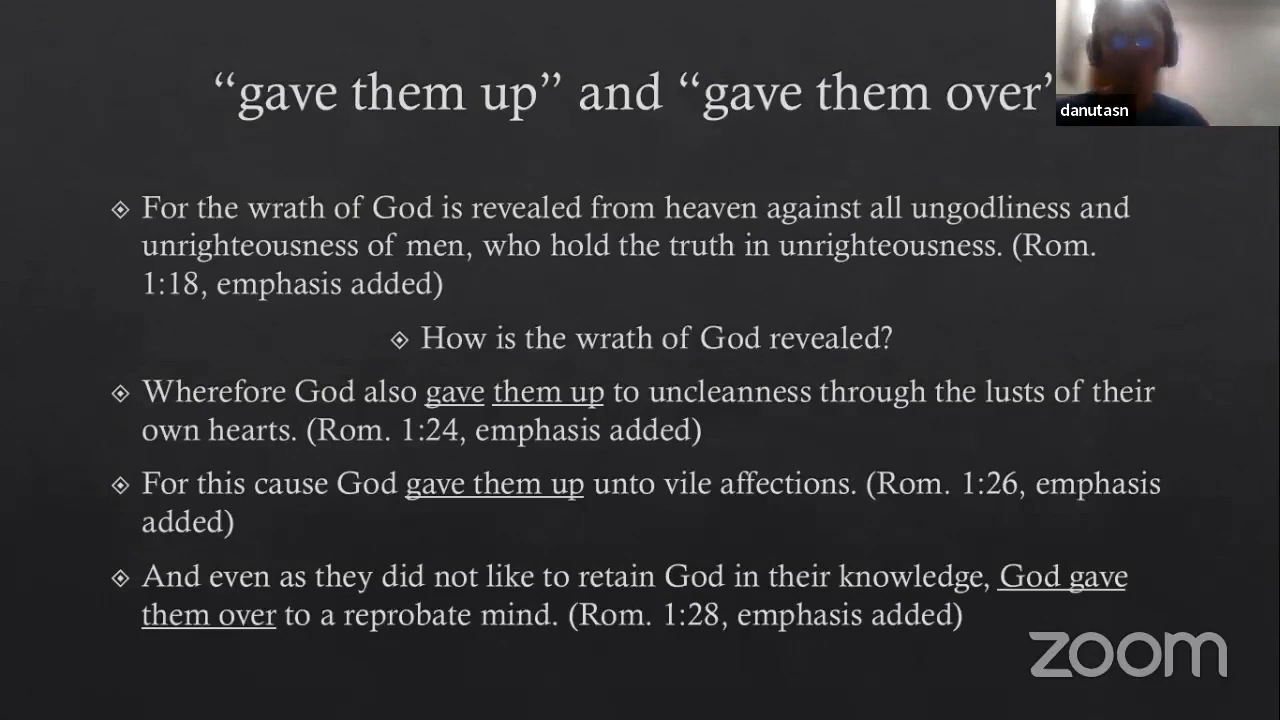 “gave them up” and “gave them over’
danutasn
For the wrath of God is revealed from heaven against all ungodliness and
unrighteousness of men, who hold the truth in unrighteousness. (Rom.
1:18, emphasis added)
How is the wrath of God revealed?
Wherefore God also gave them up to uncleanness through the lusts of their
own hearts. (Rom. 1:24, emphasis added)
For this cause God gave them up unto vile affections. (Rom. 1:26, emphasis
added)
And even as they did not like to retain God in their knowledge, God gave
them over to a reprobate mind. (Rom. 1:28, emphasis added)
zoom